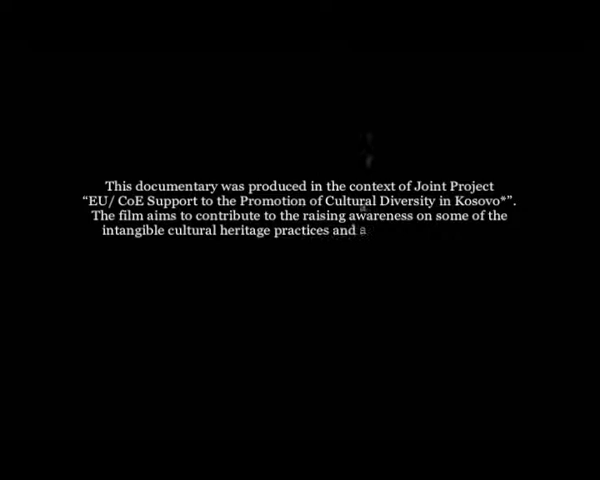 This documentary was produced in the context of Joint Project
“EU/ CoE Support to the Promotion of Cultural Diversity in Kosovo*”.
The film aims to contribute to the raising awareness on some of the
intangible cultural heritage practices and